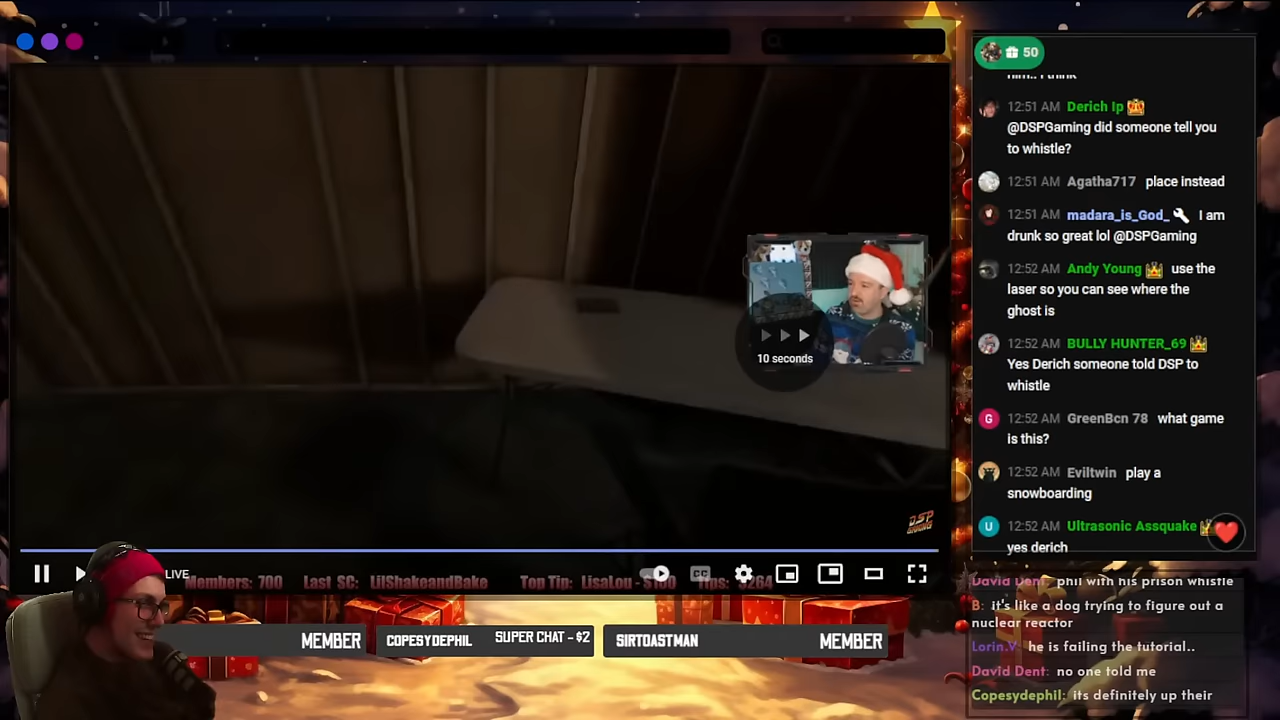 50
12:51 AM Derich Ip
@DSPGaming did someone tell you
to whistle?
12:51 AM Agatha717 place instead
12:51 AM madara_is_God_ I am
drunk so great lol @DSPGaming
12:52 AM Andy Young use the
laser so you can see where the
ghost is
12:52 AM BULLY HUNTER_69
Yes Derich someone told DSP to
whistle
G
12:52 AM GreenBcn 78 what game
is this?
12:52 AM Eviltwin play a
snowboarding
U
12:52 AM Ultrasonic Assquake
yes derich
10 seconds
DSP
GAMING
LIVE
Members: 700 Last SC: LilShakeandBake Top Tip: LisaLou -
CC
MEMBER
COPESYDEPHIL SUPER CHAT - $2
SIRTOASTMAN MEMBER
David Dent: phil with his prison whistle
B: it's like a dog trying to figure out a
nuclear reactor
Lorin.V: he is failing the tutorial..
David Dent: no one told me
Copesydephil: its definitely up their